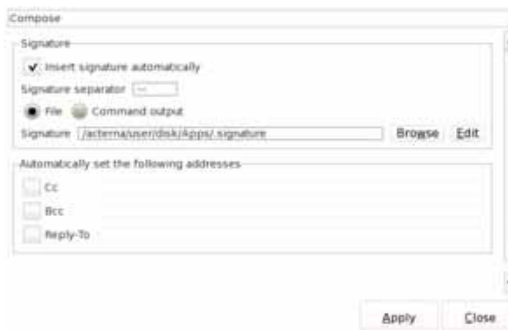 Compose
Signature
Insert signature automatically
Signature separator --
File Command output
Signature /acterna/user/disk/Apps/.signature Browse Edit
Automatically set the following addresses
Cc
Bcc
Reply-To
Apply Close